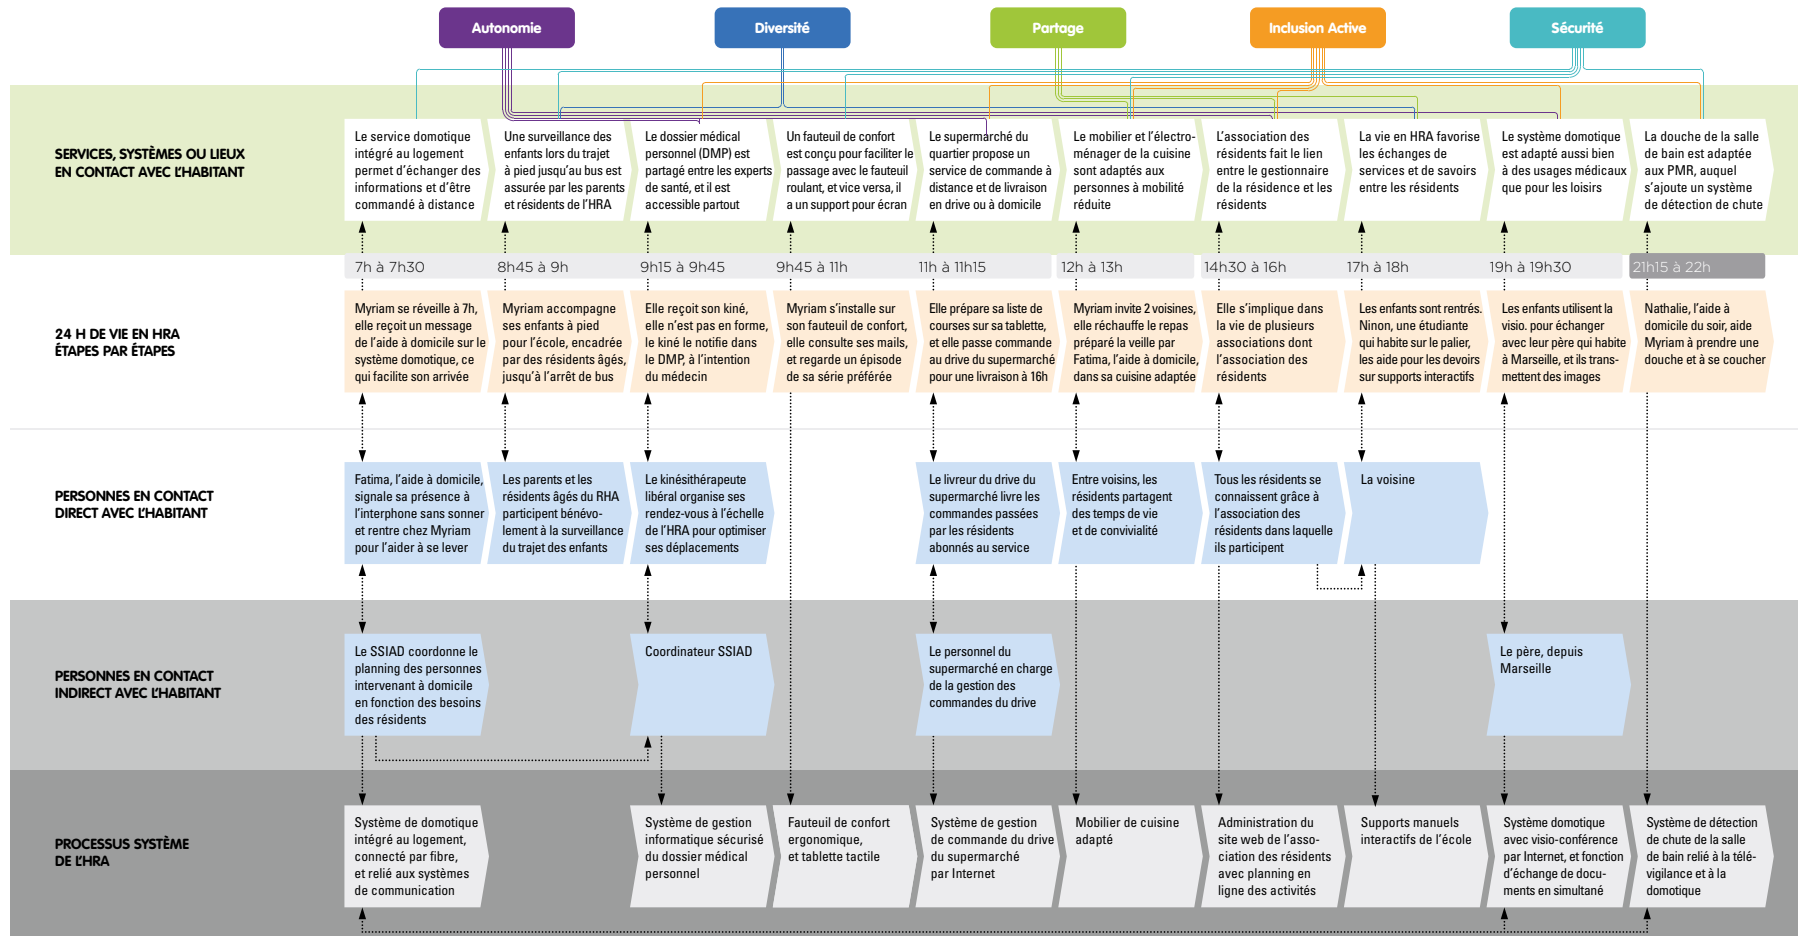 Autonomie
Diversité
Partage
Inclusion Active
Sécurité
SERVICES, SYSTÈMES OU LIEUX
EN CONTACT AVEC L'HABITANT
Le service domotique
intégré au logement
permet d'échanger des
informations et d'être
commandé à distance
Une surveillance des
enfants lors du trajet
à pied jusqu'au bus est
assurée par les parents
et résidents de l'HRA
Le dossier médical
personnel (DMP) est
partagé entre les experts
de santé, et il est
accessible partout
Un fauteuil de confort
est conçu pour faciliter le
passage avec le fauteuil
roulant, et vice versa, il
a un support pour écran
Le supermarché du
quartier propose un
service de commande à
distance et de livraison
en drive ou à domicile
Le mobilier et l'électro-
ménager de la cuisine
sont adaptés aux
personnes à mobilité
réduite
L'association des
résidents fait le lien
entre le gestionnaire
de la résidence et les
résidents
La vie en HRA favorise
les échanges de
services et de savoirs
entre les résidents
Le système domotique
est adapté aussi bien
à des usages médicaux
que pour les loisirs
La douche de la salle
de bain est adaptée
aux PMR, auquel
s'ajoute un système
de détection de chute
7h à 7h30
8h45 à 9h
9h15 à 9h45
9h45 à 11h
11h à 11h15
12h à 13h
14h30 à 16h
17h à 18h
19h à 19h30
21h15 à 22h
24 H DE VIE EN HRA
ÉTAPES PAR ÉTAPES
Myriam se réveille à 7h,
elle reçoit un message
de l'aide à domicile sur le
système domotique, ce
qui facilite son arrivée
Myriam accompagne
ses enfants à pied
pour l'école, encadrée
par des résidents âgés,
jusqu'à l'arrêt de bus
Elle reçoit son kiné,
elle n'est pas en forme,
le kiné le notifie dans
le DMP, à l'intention
du médecin
Myriam s'installe sur
son fauteuil de confort,
elle consulte ses mails,
et regarde un épisode
de sa série préférée
Elle prépare sa liste de
courses sur sa tablette,
et elle passe commande
au drive du supermarché
pour une livraison à 16h
Myriam invite 2 voisines,
elle réchauffe le repas
préparé la veille par
Fatima, l'aide à domicile,
dans sa cuisine adaptée
Elle s'implique dans
la vie de plusieurs
associations dont
l'association des
résidents
Les enfants sont rentrés.
Ninon, une étudiante
qui habite sur le palier,
les aide pour les devoirs
sur supports interactifs
Les enfants utilisent la
visio. pour échanger
avec leur père qui habite
à Marseille, et ils trans-
mettent des images
Nathalie, l'aide à
domicile du soir, aide
Myriam à prendre une
douche et à se coucher
PERSONNES EN CONTACT
DIRECT AVEC L'HABITANT
Fatima, l'aide à domicile,
signale sa présence à
l'interphone sans sonner
et rentre chez Myriam
pour l'aider à se lever
Les parents et les
résidents âgés du RHA
participent bénévo-
lement à la surveillance
du trajet des enfants
Le kinésithérapeute
libéral organise ses
rendez-vous à l'échelle
de l'HRA pour optimiser
ses déplacements
Le livreur du drive du
supermarché livre les
commandes passées
par les résidents
abonnés au service
Entre voisins, les
résidents partagent
des temps de vie
et de convivialité
Tous les résidents se
connaissent grâce à
l'association des
résidents dans laquelle
ils participent
La voisine
PERSONNES EN CONTACT
INDIRECT AVEC L'HABITANT
Le SSIAD coordonne le
planning des personnes
intervenant à domicile
en fonction des besoins
des résidents
Coordinateur SSIAD
Le personnel du
supermarché en charge
de la gestion des
commandes du drive
Le père, depuis
Marseille
PROCESSUS SYSTÈME
DE L'HRA
Système de domotique
intégré au logement,
connecté par fibre,
et relié aux systèmes
de communication
Système de gestion
informatique sécurisé
du dossier médical
personnel
Fauteuil de confort
ergonomique,
et tablette tactile
Système de gestion
de commande du drive
du supermarché
par Internet
Mobilier de cuisine
adapté
Administration du
site web de l'asso-
ciation des résidents
avec planning en
ligne des activités
Supports manuels
interactifs de l'école
Système domotique
avec visio-conférence
par Internet, et fonction
d'échange de docu-
ments en simultané
Système de détection
de chute de la salle
de bain relié à la télé-
vigilance et à la
domotique